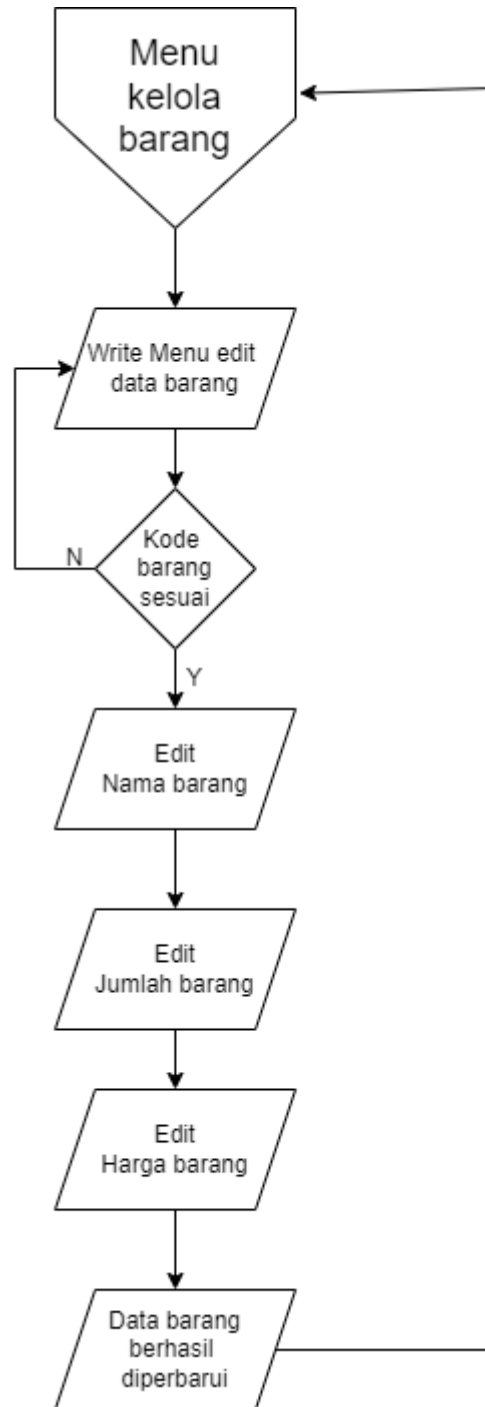 Menu
kelola
barang
Write Menu edit
data barang
Kode
barang
sesuai
N
Y
Edit
Nama barang
Edit
Jumlah barang
Edit
Harga barang
Data barang
berhasil
diperbarui